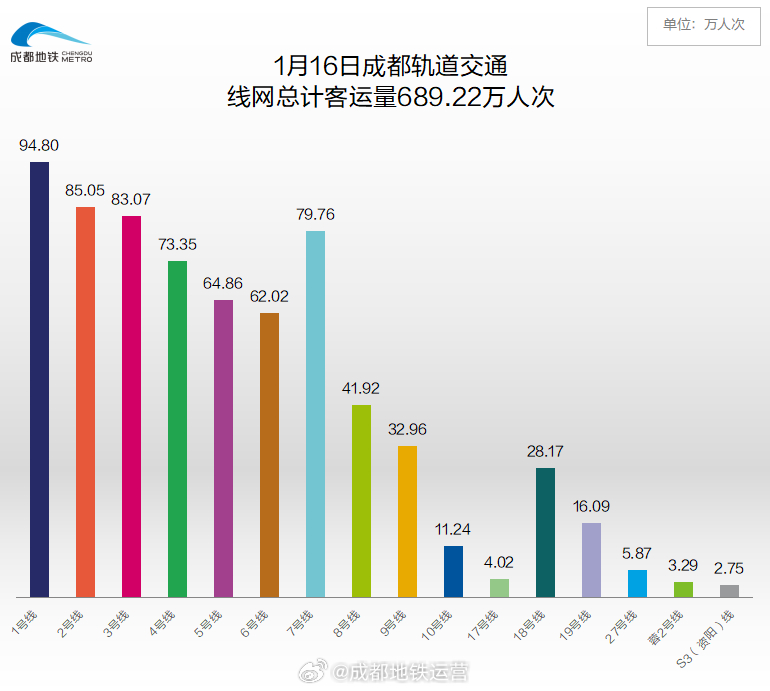 单位：万人次
成都地铁 CHENGDU METRO
1月16日成都轨道交通
线网总计客运量689.22万人次
94.80
85.05
83.07
73.35
64.86
62.02
79.76
41.92
32.96
11.24
4.02
28.17
16.09
5.87
3.29
2.75
1号线
2号线
3号线
4号线
5号线
6号线
7号线
8号线
9号线
10号线
17号线
18号线
19号线
27号线
蓉2号线
S3（资阳）线
@成都地铁运营